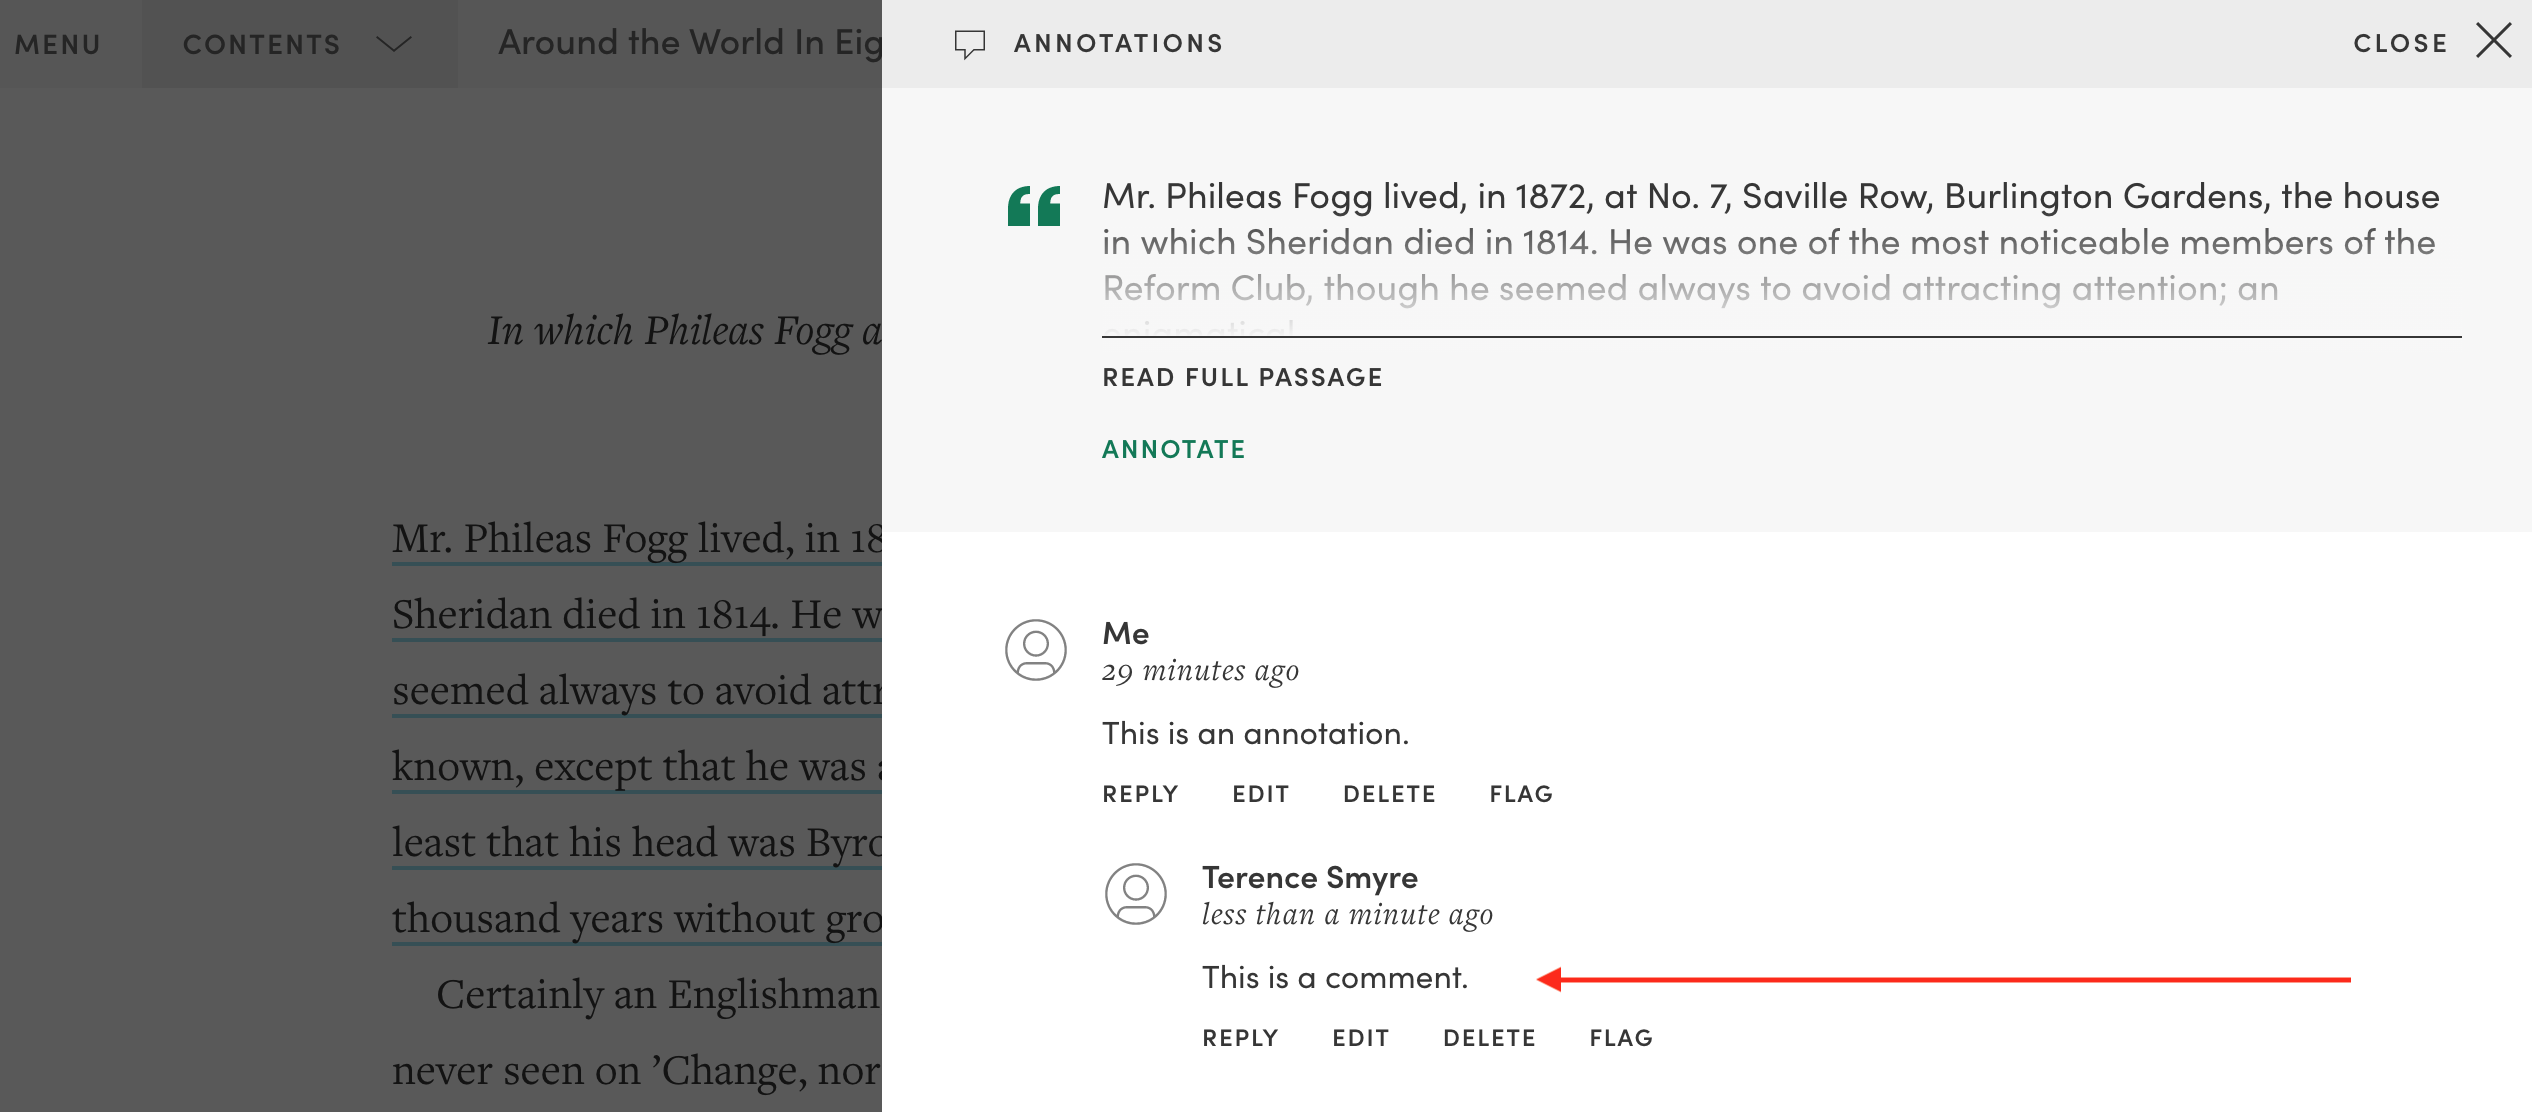 MENU
CONTENTS
Around the World In Eig
In which Phileas Fogg a
Mr. Phileas Fogg lived, in 18
Sheridan died in 1814. He w
seemed always to avoid attr
known, except that he was a
least that his head was Byro
thousand years without gro
Certainly an Englishman
never seen on ’Change, nor
ANNOTATIONS
CLOSE
Mr. Phileas Fogg lived, in 1872, at No. 7, Saville Row, Burlington Gardens, the house
in which Sheridan died in 1814. He was one of the most noticeable members of the
Reform Club, though he seemed always to avoid attracting attention; an
enigmatical
READ FULL PASSAGE
ANNOTATE
Me
29 minutes ago
This is an annotation.
REPLY EDIT DELETE FLAG
Terence Smyre
less than a minute ago
This is a comment.
REPLY EDIT DELETE FLAG